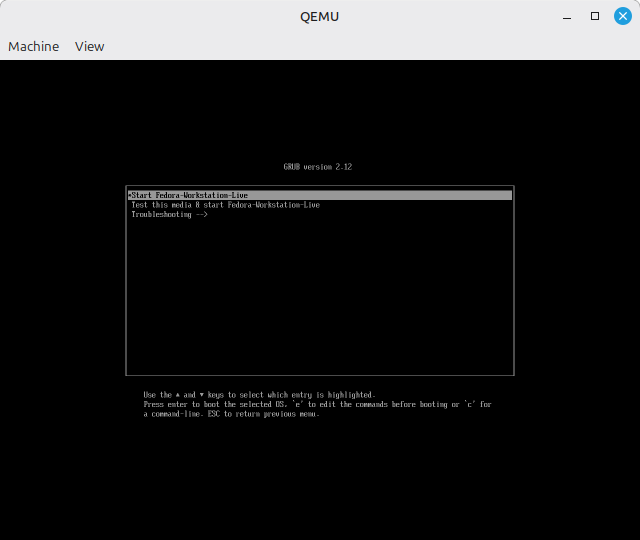 QEMU
Machine View
GRUB version 2.12
*Start Fedora-Workstation-Live
Test this media & start Fedora-Workstation-Live
Troubleshooting -->
Use the ▲ and ▼ keys to select which entry is highlighted.
Press enter to boot the selected OS, `e' to edit the commands before booting or `c' for
a command-line. ESC to return previous menu.